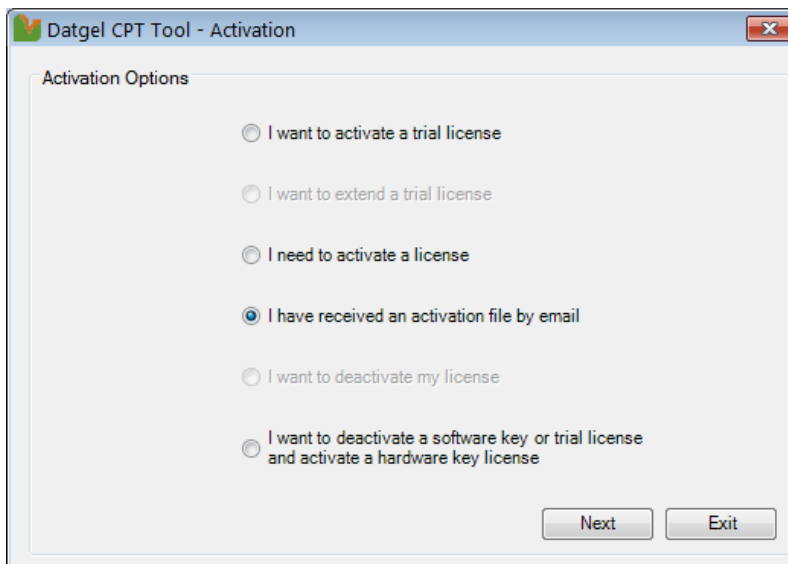 Datgel CPT Tool - Activation
Activation Options
I want to activate a trial license
I want to extend a trial license
I need to activate a license
I have received an activation file by email
I want to deactivate my license
I want to deactivate a software key or trial license
and activate a hardware key license
Next Exit